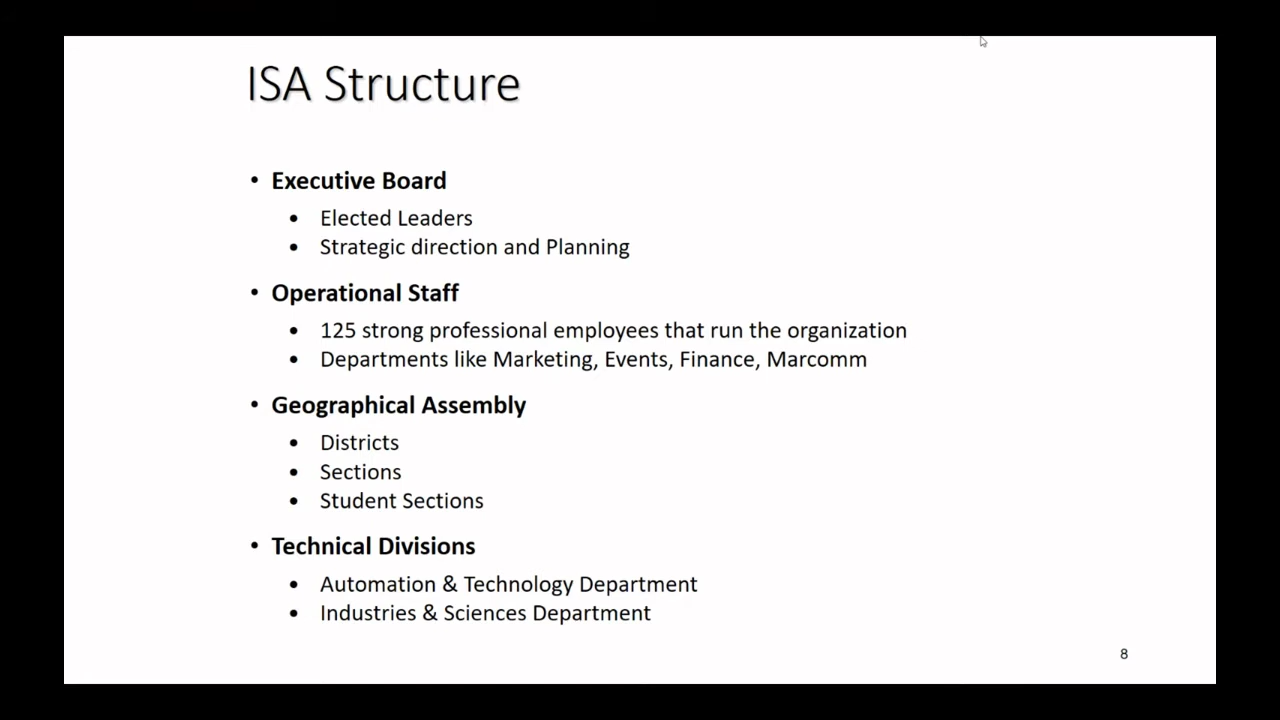 ISA Structure
• Executive Board
• Elected Leaders
• Strategic direction and Planning
• Operational Staff
• 125 strong professional employees that run the organization
• Departments like Marketing, Events, Finance, Marcomm
• Geographical Assembly
• Districts
• Sections
• Student Sections
• Technical Divisions
• Automation & Technology Department
• Industries & Sciences Department
8